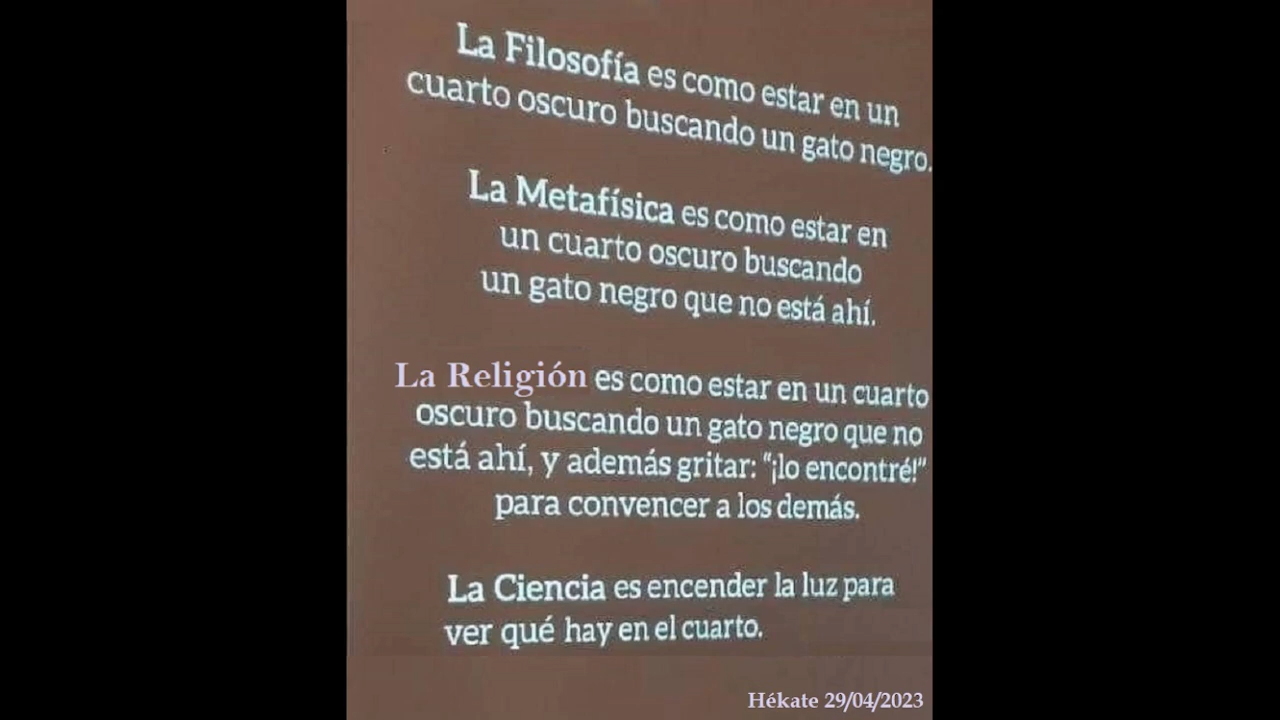 La Filosofía es como estar en un
cuarto oscuro buscando un gato negro.
La Metafísica es como estar en
un cuarto oscuro buscando
un gato negro que no está ahí.
La Religión es como estar en un cuarto
oscuro buscando un gato negro que no
está ahí, y además gritar: “¡lo encontré!”
para convencer a los demás.
La Ciencia es encender la luz para
ver qué hay en el cuarto.
Hékate 29/04/2023